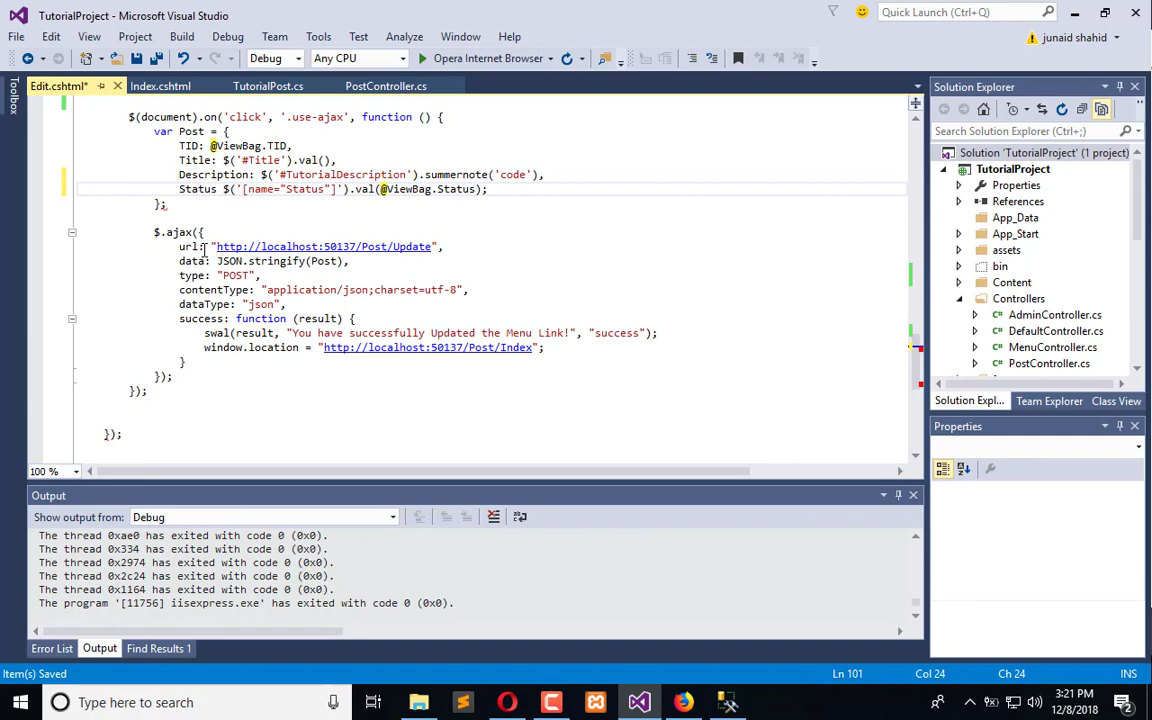 TutorialProject - Microsoft Visual Studio
Quick Launch (Ctrl+Q)
File Edit View Project Build Debug Team Tools Test Analyze Window Help
junaid shahid
Debug Any CPU Opera Internet Browser
Toolbox
Edit.cshtml* Index.cshtml TutorialPost.cs PostController.cs
$(document).on('click', '.use-ajax', function () {
var Post = {
TID: @ViewBag.TID,
Title: $('#Title').val(),
Description: $('#TutorialDescription').summernote('code'),
Status $('[name="Status"]').val(@ViewBag.Status);
};
$.ajax({
url: "http://localhost:50137/Post/Update",
data: JSON.stringify(Post),
type: "POST",
contentType: "application/json;charset=utf-8",
dataType: "json",
success: function (result) {
swal(result, "You have successfully Updated the Menu Link!", "success");
window.location = "http://localhost:50137/Post/Index";
}
});
});
});
100 %
Solution Explorer
Search Solution Explorer (Ctrl+;)
Solution 'TutorialProject' (1 project)
TutorialProject
Properties
References
App_Data
App_Start
assets
bin
Content
Controllers
AdminController.cs
DefaultController.cs
MenuController.cs
PostController.cs
Solution Expl... Team Explorer Class View
Properties
Output
Show output from: Debug
The thread 0xae0 has exited with code 0 (0x0).
The thread 0x334 has exited with code 0 (0x0).
The thread 0x2974 has exited with code 0 (0x0).
The thread 0x2c24 has exited with code 0 (0x0).
The thread 0x1164 has exited with code 0 (0x0).
The program '[11756] iisexpress.exe' has exited with code 0 (0x0).
Error List Output Find Results 1
Item(s) Saved Ln 101 Col 24 Ch 24 INS
Type here to search
3:21 PM
12/8/2018
2